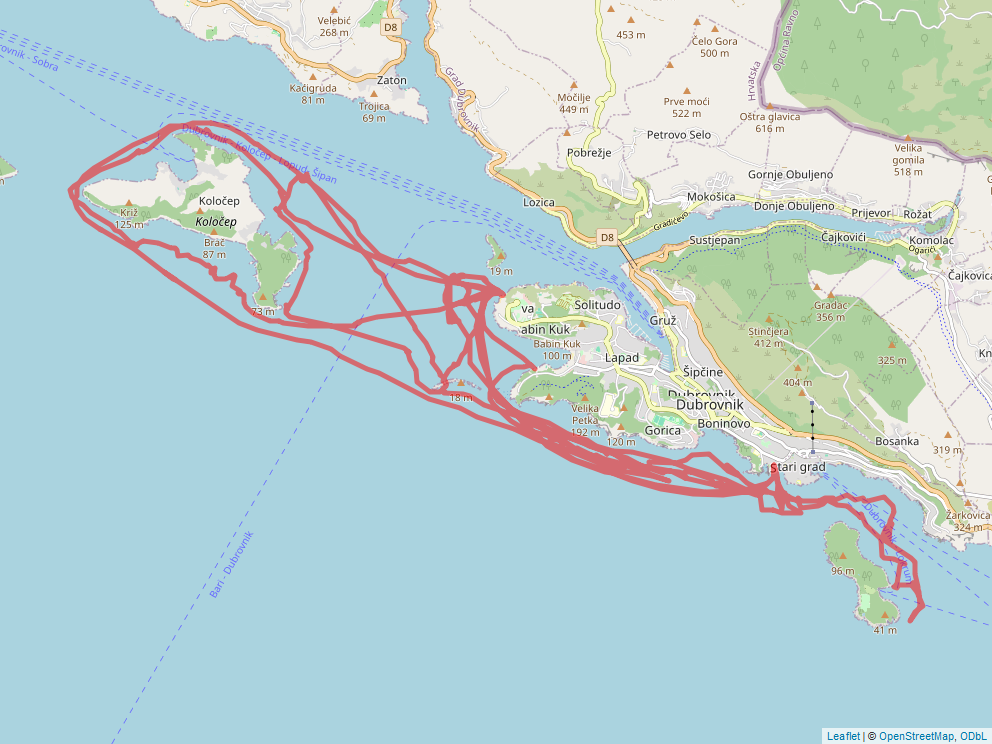 Velebić
268 m
D8
453 m
Čelo Gora
500 m
Općina Ravno
Hrvatska
Dubrovnik - Sobra
Kaćigruda
81 m
Zaton
Trojica
69 m
Grad Dubrovnik
Močilje
449 m
Prve moći
522 m
Oštra glavica
616 m
Petrovo Selo
Pobrežje
Velika
gomila
518 m
Dubrovnik - Koločep - Lopud - Šipan
Gornje Obuljeno
Mokošica
Donje Obuljeno
Prijevor
Rožat
Lozica
Koločep
Koločep
Križ
125 m
Brač
87 m
73 m
D8
Gradićevo
Sustjepan
Čajkovići
Komolac
Ogarići
Čajkovica
19 m
va
Solitudo
abin Kuk
Babin Kuk
100 m
Gruž
Lapad
Gradac
356 m
Stinčjera
412 m
325 m
Kn
Šipčine
404 m
18 m
Dubrovnik
Dubrovnik
Velika
Petka
192 m
120 m
Gorica
Boninovo
Bosanka
319 m
Stari grad
Žarkovica
324 m
Dubrovnik - Lokrum
96 m
41 m
Bari - Dubrovnik
Leaflet | © OpenStreetMap, ODbL